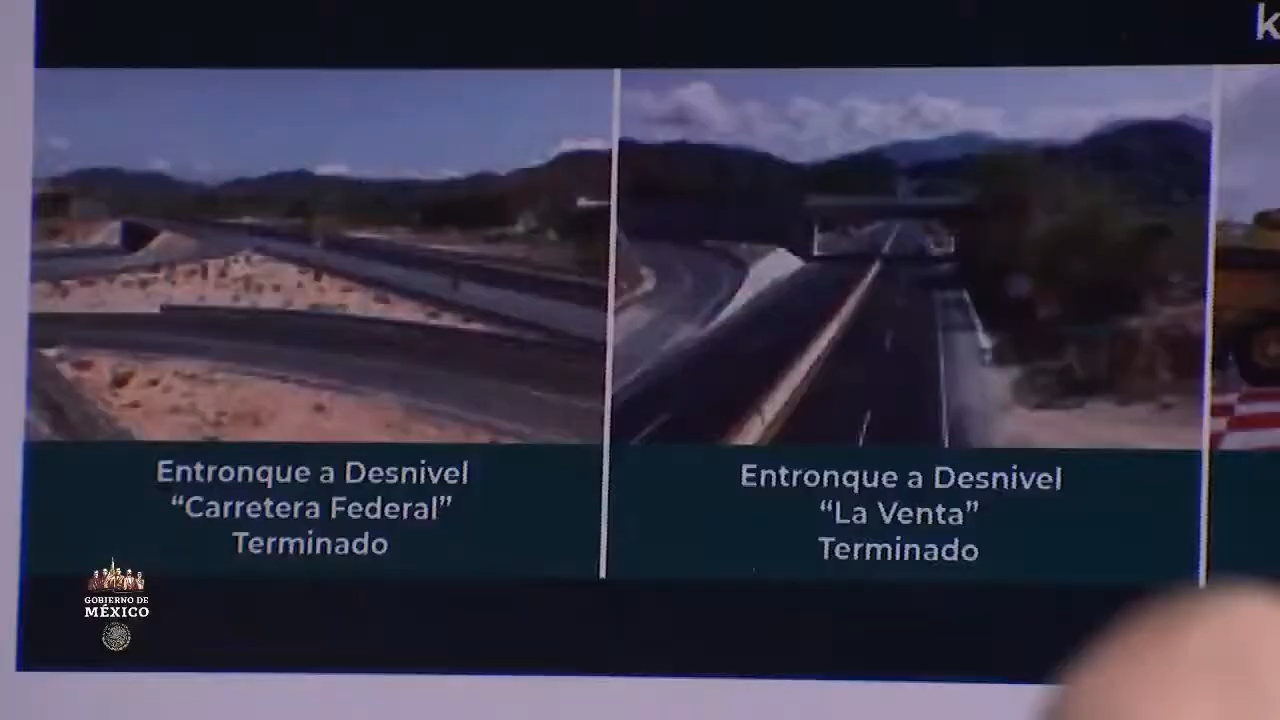 Entronque a Desnivel
“Carretera Federal”
Terminado
Entronque a Desnivel
“La Venta”
Terminado
GOBIERNO DE
MÉXICO